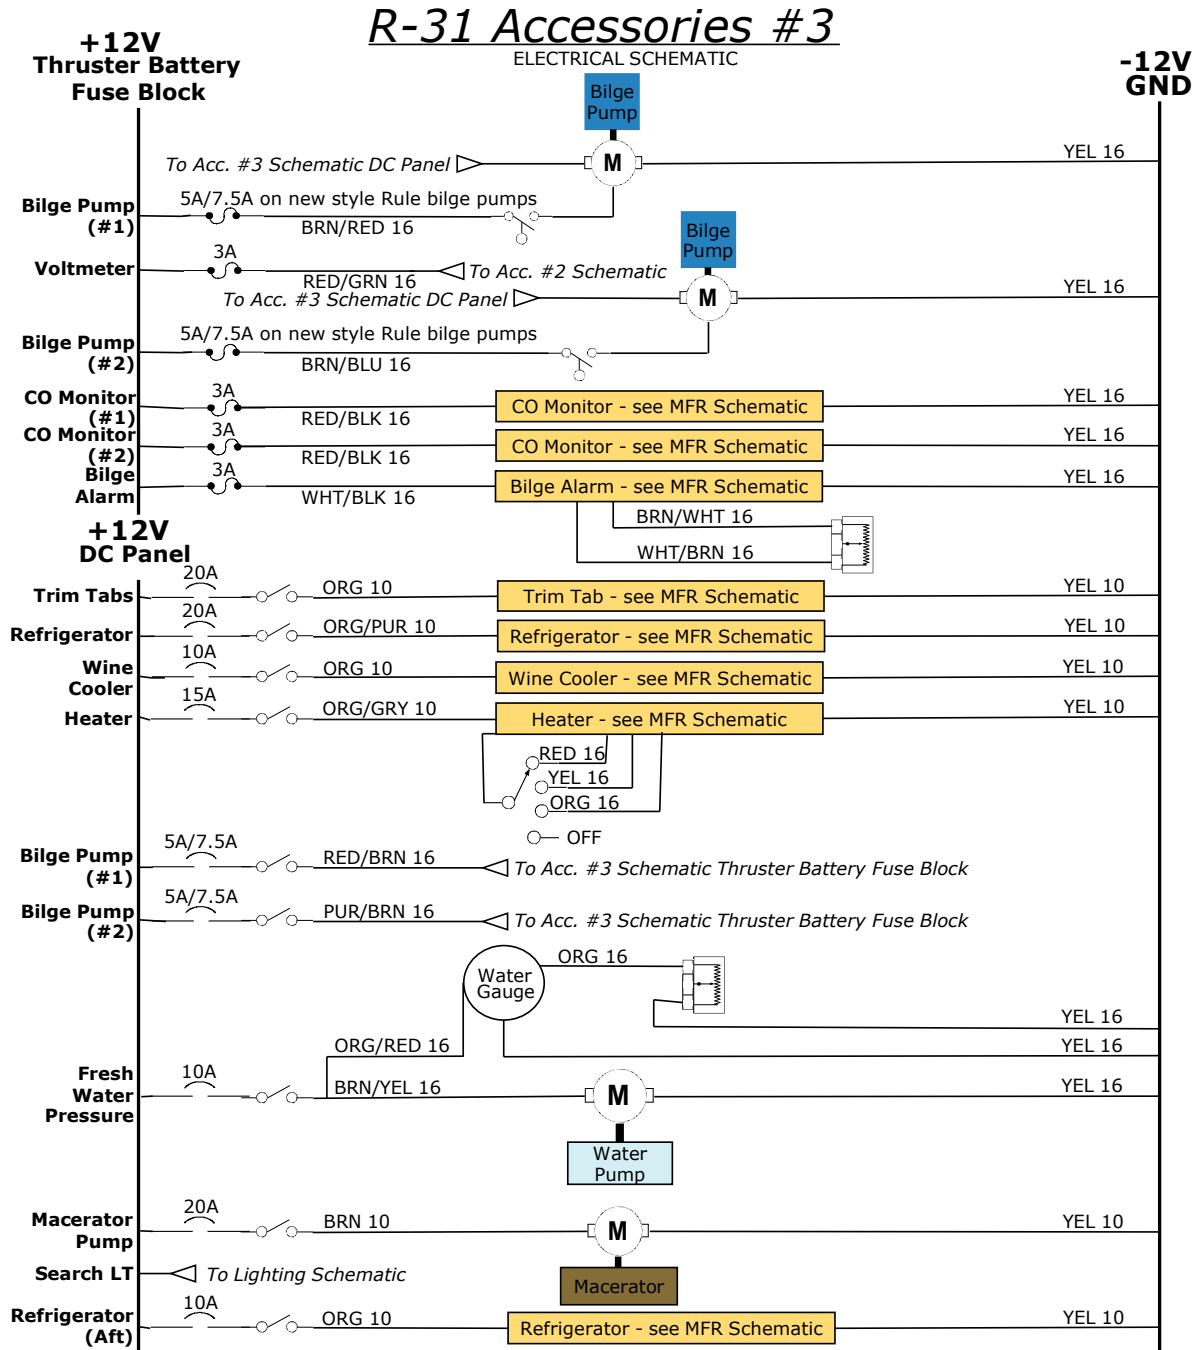 R-31 Accessories #3
ELECTRICAL SCHEMATIC
+12V
Thruster Battery
Fuse Block
-12V
GND
Bilge
Pump
To Acc. #3 Schematic DC Panel
M
YEL 16
Bilge Pump
(#1)
5A/7.5A on new style Rule bilge pumps
BRN/RED 16
Bilge
Pump
Voltmeter
3A
RED/GRN 16
To Acc. #2 Schematic
To Acc. #3 Schematic DC Panel
M
YEL 16
Bilge Pump
(#2)
5A/7.5A on new style Rule bilge pumps
BRN/BLU 16
CO Monitor
(#1)
3A
RED/BLK 16
CO Monitor - see MFR Schematic
YEL 16
CO Monitor
(#2)
3A
RED/BLK 16
CO Monitor - see MFR Schematic
YEL 16
Bilge
Alarm
3A
WHT/BLK 16
Bilge Alarm - see MFR Schematic
YEL 16
BRN/WHT 16
WHT/BRN 16
+12V
DC Panel
Trim Tabs
20A
ORG 10
Trim Tab - see MFR Schematic
YEL 10
Refrigerator
20A
ORG/PUR 10
Refrigerator - see MFR Schematic
YEL 10
Wine
Cooler
10A
ORG 10
Wine Cooler - see MFR Schematic
YEL 10
Heater
15A
ORG/GRY 10
Heater - see MFR Schematic
YEL 10
RED 16
YEL 16
ORG 16
OFF
Bilge Pump
(#1)
5A/7.5A
RED/BRN 16
To Acc. #3 Schematic Thruster Battery Fuse Block
Bilge Pump
(#2)
5A/7.5A
PUR/BRN 16
To Acc. #3 Schematic Thruster Battery Fuse Block
Water
Gauge
ORG 16
YEL 16
ORG/RED 16
YEL 16
Fresh
Water
Pressure
10A
BRN/YEL 16
M
YEL 16
Water
Pump
Macerator
Pump
20A
BRN 10
M
YEL 10
Search LT
To Lighting Schematic
Macerator
Refrigerator
(Aft)
10A
ORG 10
Refrigerator - see MFR Schematic
YEL 10